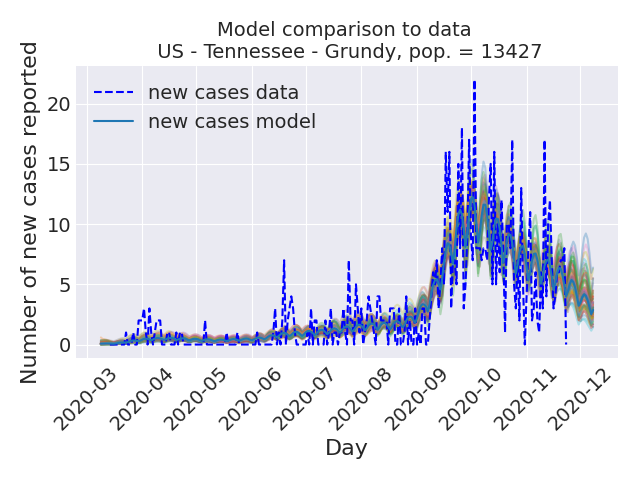 Model comparison to data
US - Tennessee - Grundy, pop. = 13427
Number of new cases reported
20
15
10
5
0
new cases data
new cases model
2020-03
2020-04
2020-05
2020-06
2020-07
2020-08
2020-09
2020-10
2020-11
2020-12
Day